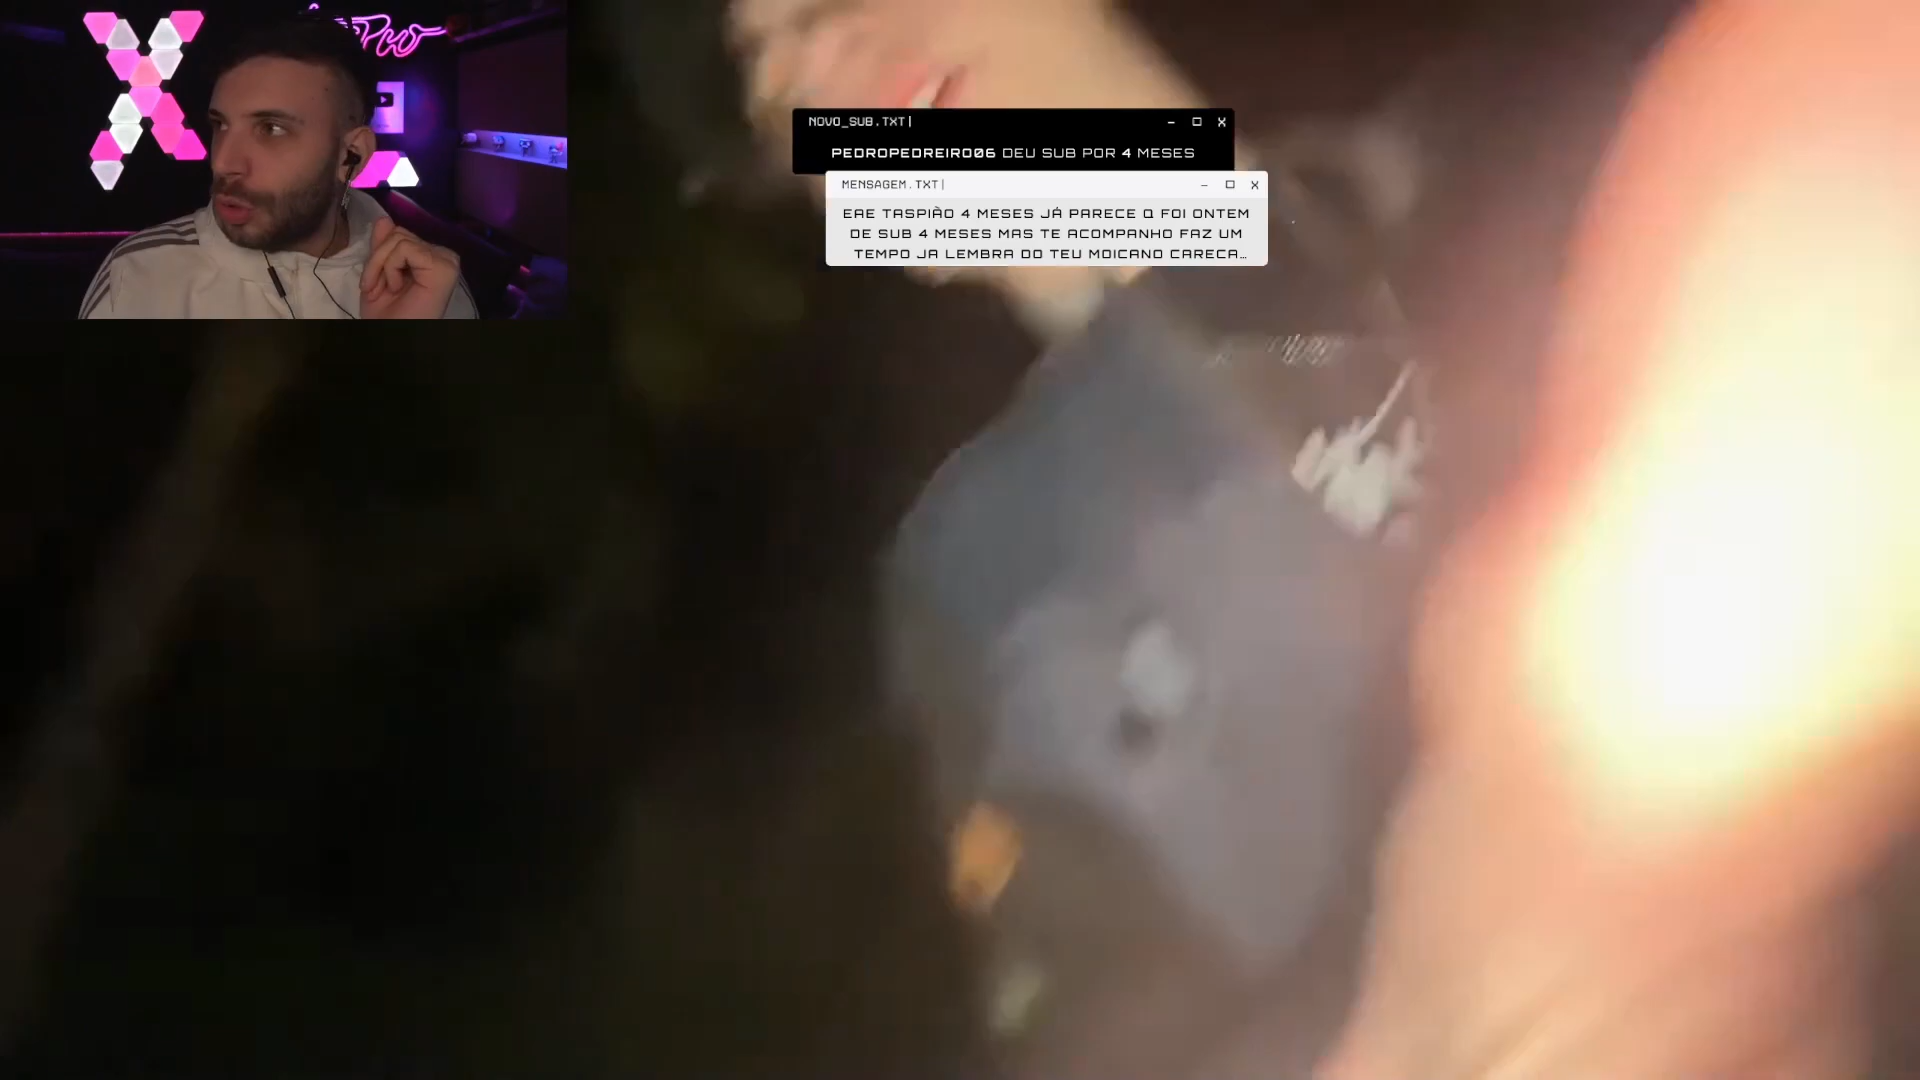 NOVO_SUB.TXT|
PEDROPEDREIRO06 DEU SUB POR 4 MESES
MENSAGEM.TXT|
EAE TASPIÃO 4 MESES JÁ PARECE Q FOI ONTEM
DE SUB 4 MESES MAS TE ACOMPANHO FAZ UM
TEMPO JA LEMBRA DO TEU MOICANO CARECA…